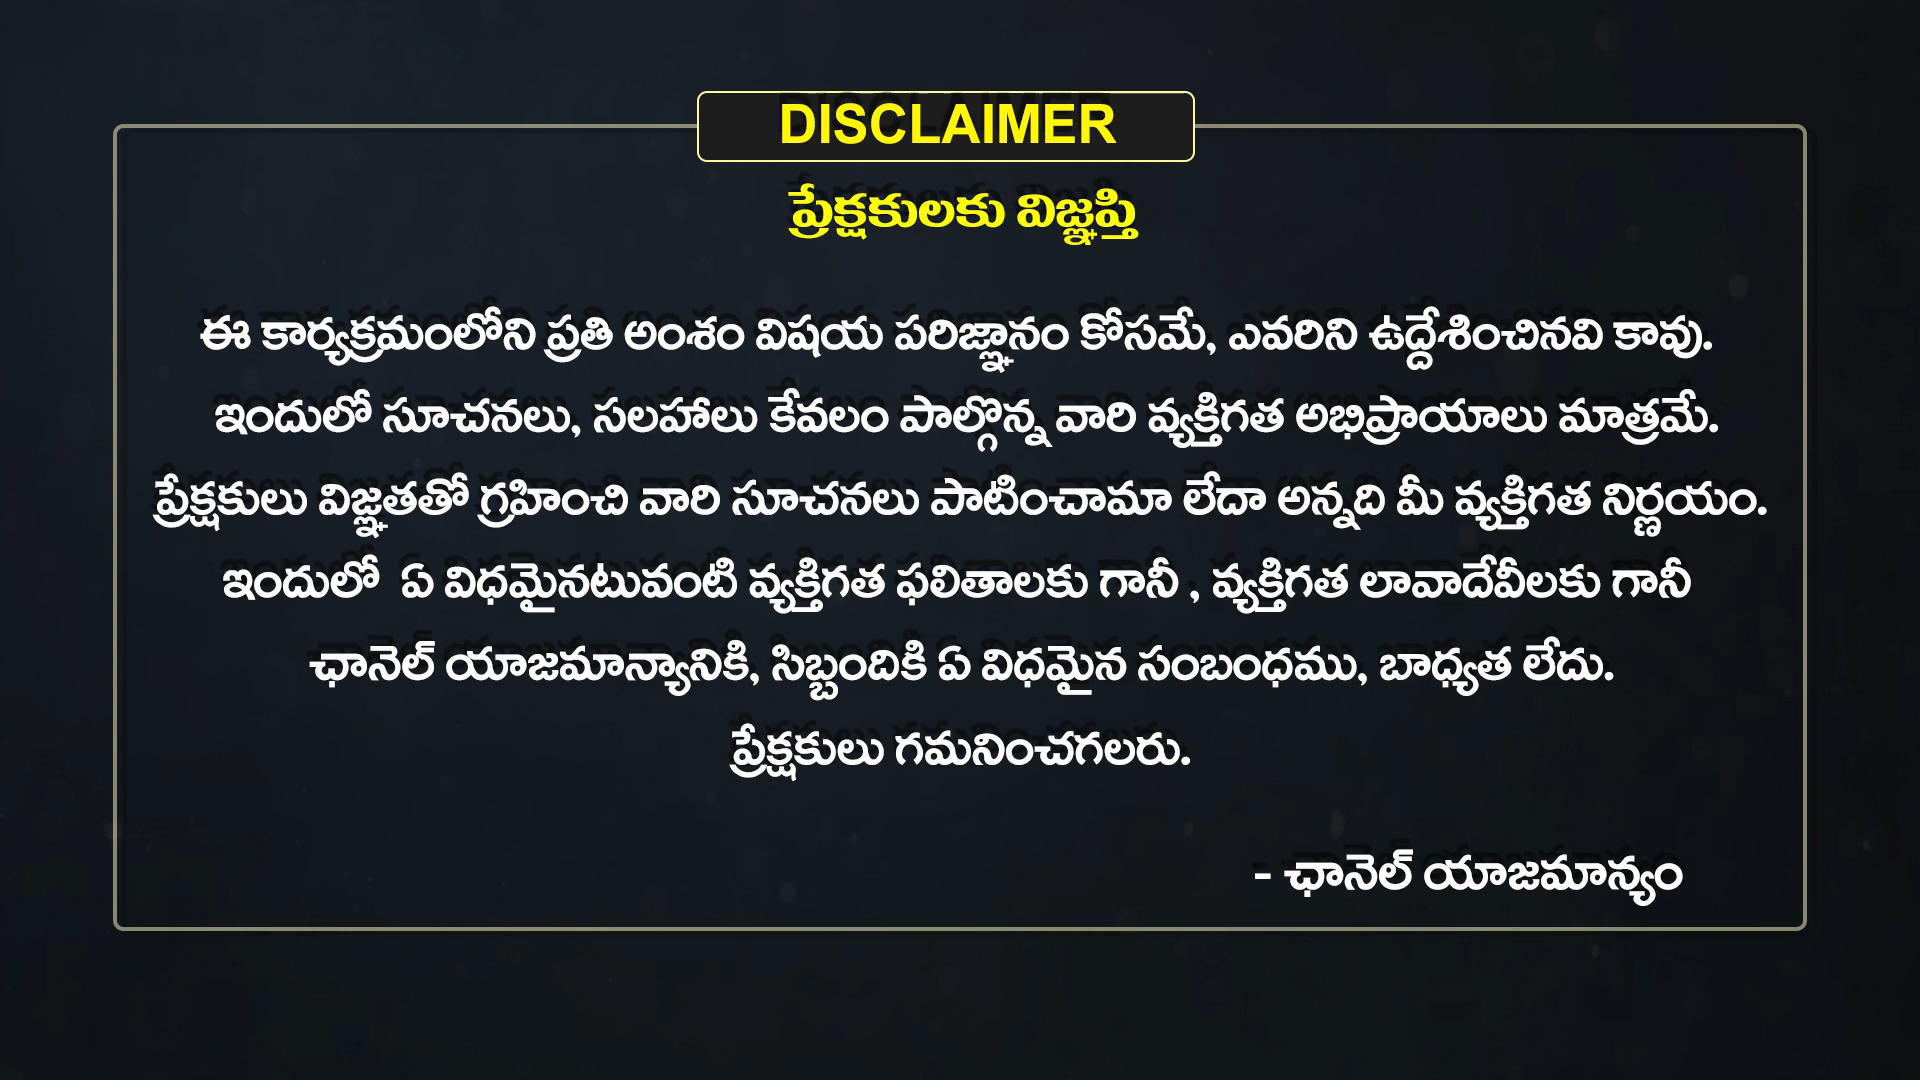 DISCLAIMER
ప్రేక్షకులకు విజ్ఞప్తి
ఈ కార్యక్రమంలోని ప్రతి అంశం విషయ పరిజ్ఞానం కోసమే, ఎవరిని ఉద్దేశించినవి కావు.
ఇందులో సూచనలు, సలహాలు కేవలం పాల్గొన్న వారి వ్యక్తిగత అభిప్రాయాలు మాత్రమే.
ప్రేక్షకులు విజ్ఞతతో గ్రహించి వారి సూచనలు పాటించామా లేదా అన్నది మీ వ్యక్తిగత నిర్ణయం.
ఇందులో ఏ విధమైనటువంటి వ్యక్తిగత ఫలితాలకు గానీ , వ్యక్తిగత లావాదేవీలకు గానీ
ఛానెల్ యాజమాన్యానికి, సిబ్బందికి ఏ విధమైన సంబంధము, బాధ్యత లేదు.
ప్రేక్షకులు గమనించగలరు.
- ఛానెల్ యాజమాన్యం